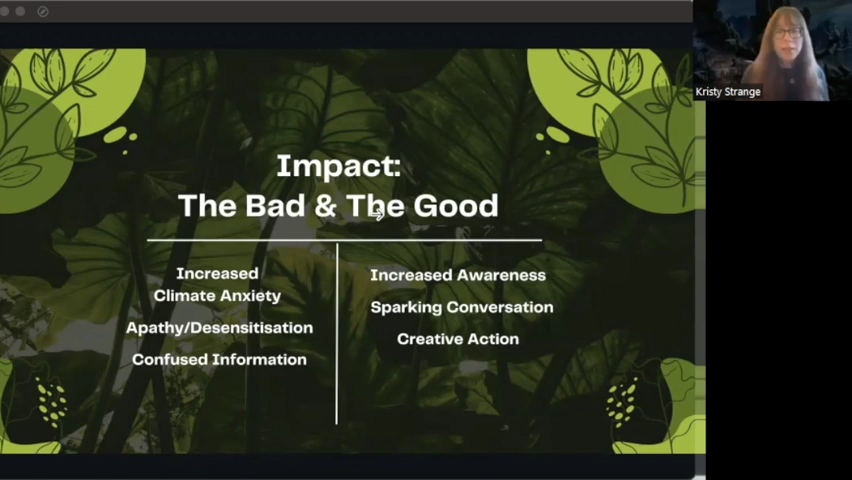 Kristy Strange
Impact:
The Bad & The Good
Increased
Climate Anxiety
Apathy/Desensitisation
Confused Information
Increased Awareness
Sparking Conversation
Creative Action